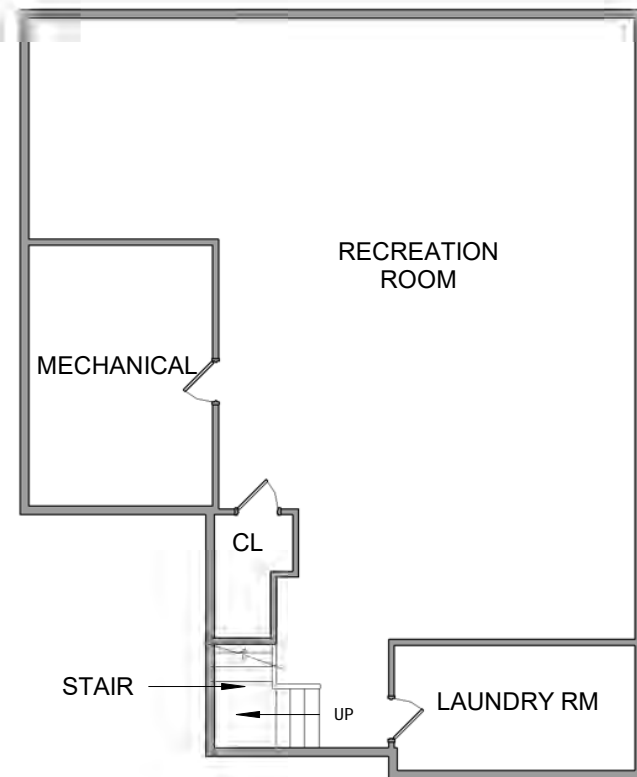 RECREATION
ROOM
MECHANICAL
CL
STAIR
UP
LAUNDRY RM